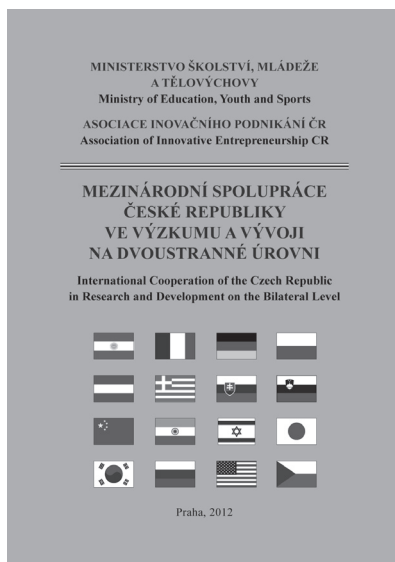 MINISTERSTVO ŠKOLSTVÍ, MLÁDEŽE
A TĚLOVÝCHOVY
Ministry of Education, Youth and Sports
ASOCIACE INOVAČNÍHO PODNIKÁNÍ ČR
Association of Innovative Entrepreneurship CR
MEZINÁRODNÍ SPOLUPRÁCE
ČESKÉ REPUBLIKY
VE VÝZKUMU A VÝVOJI
NA DVOUSTRANNÉ ÚROVNI
International Cooperation of the Czech Republic
in Research and Development on the Bilateral Level
Praha, 2012